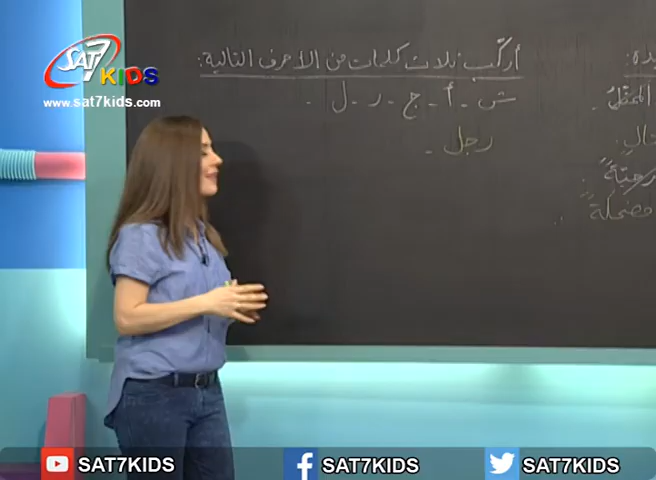 SAT7
KIDS
www.sat7kids.com
أركّب ثلاث كلمات من الأحرف التالية:
ش - أ - ج - ر - ل .
رجل .
SAT7KIDS
SAT7KIDS
SAT7KIDS